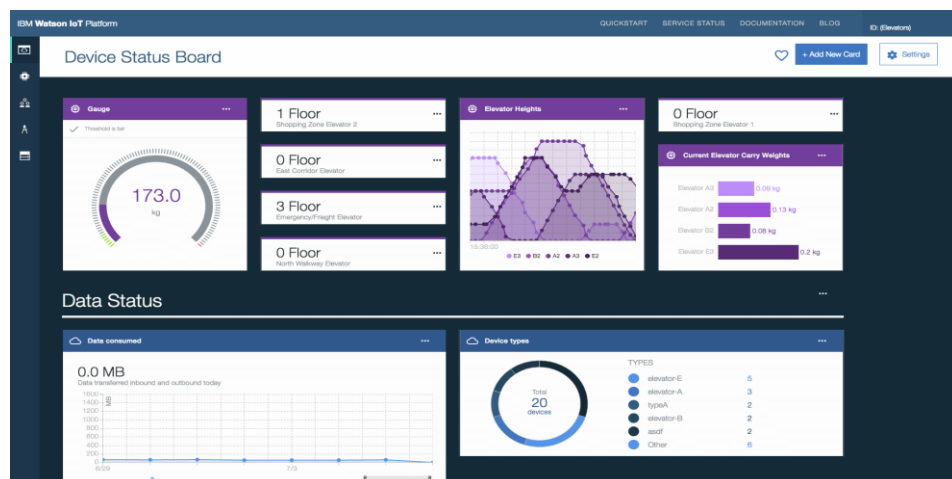 IBM Watson IoT Platform
QUICKSTART
SERVICE STATUS
DOCUMENTATION
BLOG
ID: (Elevators)
Device Status Board
+ Add New Card
Settings
Gauge
Threshold is bar
173.0
kg
1 Floor
Shopping Zone Elevator 2
0 Floor
East Corridor Elevator
3 Floor
Emergency/Freight Elevator
0 Floor
North Walkway Elevator
Elevator Heights
15:36:00
E3 B2 A2 A3 E2
0 Floor
Shopping Zone Elevator 1
Current Elevator Carry Weights
Elevator A3 0.09 kg
Elevator A2 0.13 kg
Elevator B2 0.08 kg
Elevator E3 0.2 kg
Data Status
Data consumed
0.0 MB
Data transferred inbound and outbound today
MB
1600
1400
1200
1000
800
600
400
200
0
6/29 7/3
Device types
Total
20
devices
TYPES
elevator-E 5
elevator-A 3
typeA 2
elevator-B 2
asdf 2
Other 6